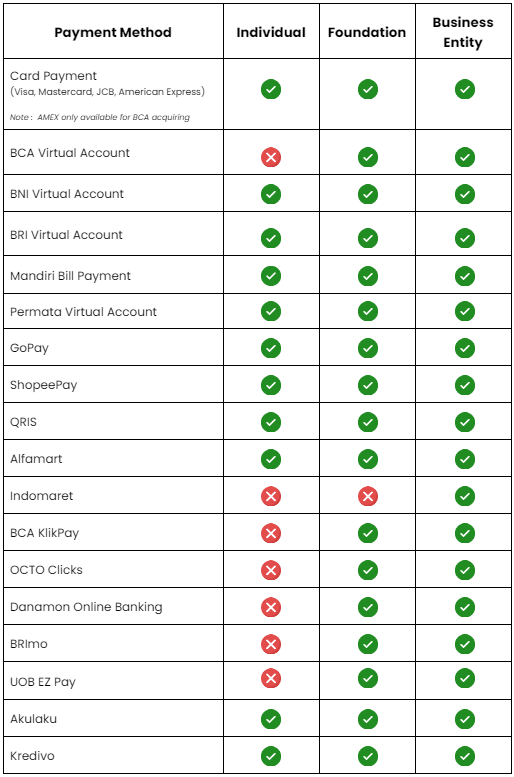 Payment Method Individual Foundation Business
Entity
Card Payment
(Visa, Mastercard, JCB, American Express)
Note : AMEX only available for BCA acquiring
BCA Virtual Account
BNI Virtual Account
BRI Virtual Account
Mandiri Bill Payment
Permata Virtual Account
GoPay
ShopeePay
QRIS
Alfamart
Indomaret
BCA KlikPay
OCTO Clicks
Danamon Online Banking
BRImo
UOB EZ Pay
Akulaku
Kredivo